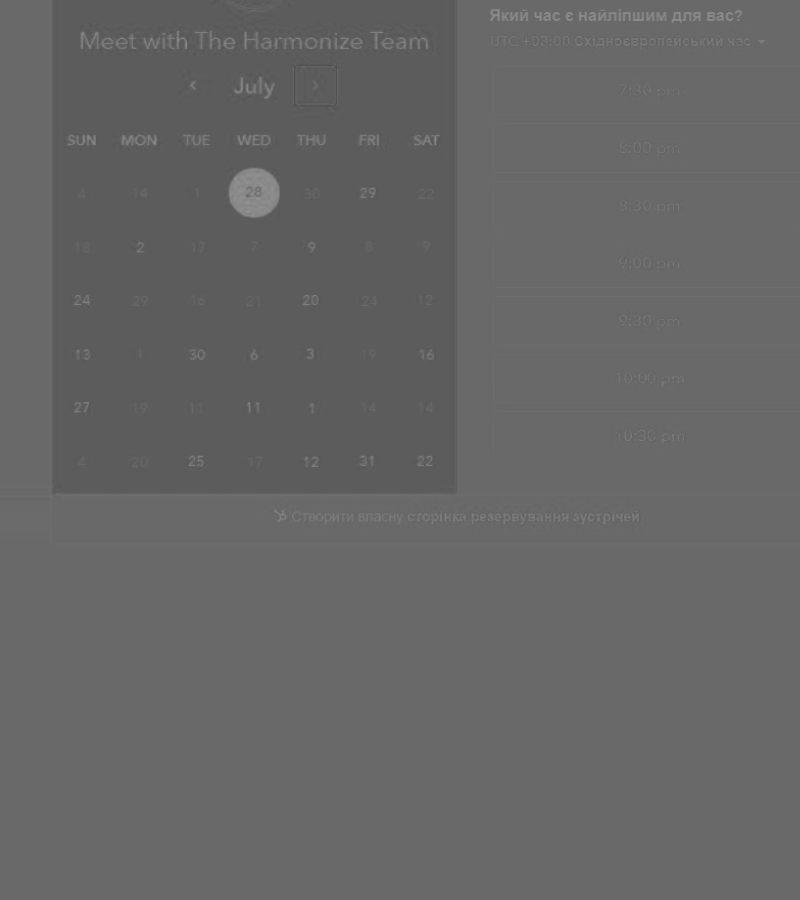 Meet with The Harmonize Team
July
SUN MON TUE WED THU FRI SAT
4 14 1 28 30 29 22
18 2 17 7 9 8 9
24 29 16 21 20 24 12
13 1 30 6 3 19 16
27 19 11 11 1 14 14
4 20 25 17 12 31 22
Який час є найліпшим для вас?
UTC +03:00 Східноєвропейський час
7:30 pm
8:00 pm
8:30 pm
9:00 pm
9:30 pm
10:00 pm
10:30 pm
Створити власну сторінка резервування зустрічей